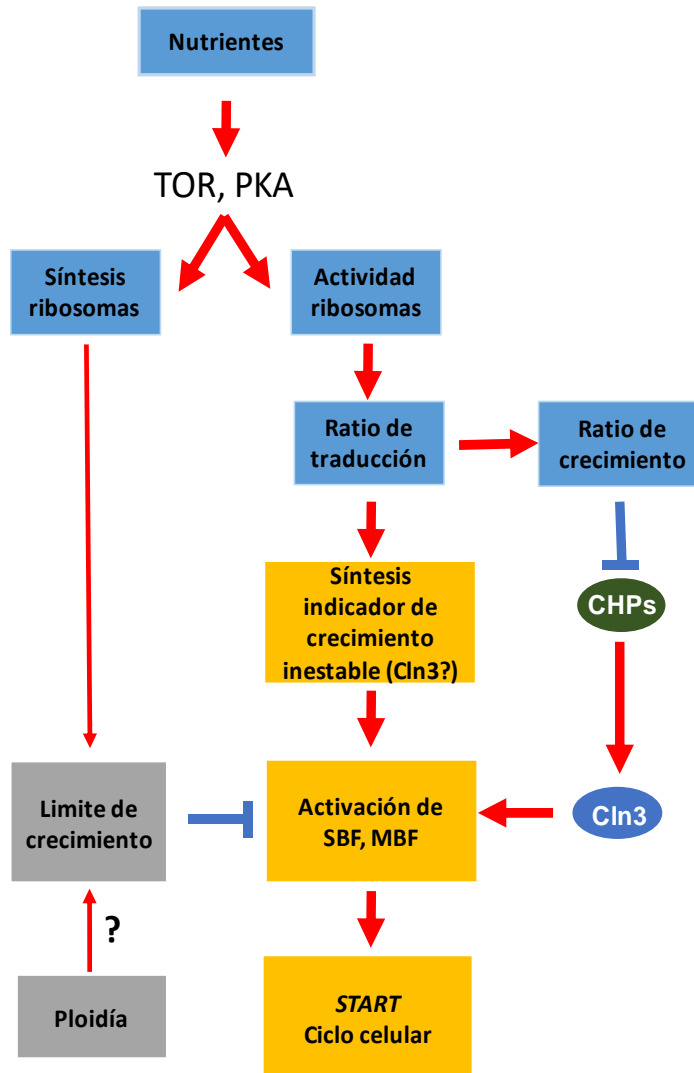 Nutrientes
TOR, PKA
Síntesis
ribosomas
Actividad
ribosomas
Ratio de
traducción
Ratio de
crecimiento
Síntesis
indicador de
crecimiento
inestable (Cln3?)
CHPs
Limite de
crecimiento
Activación de
SBF, MBF
Cln3
?
Ploidía
START
Ciclo celular